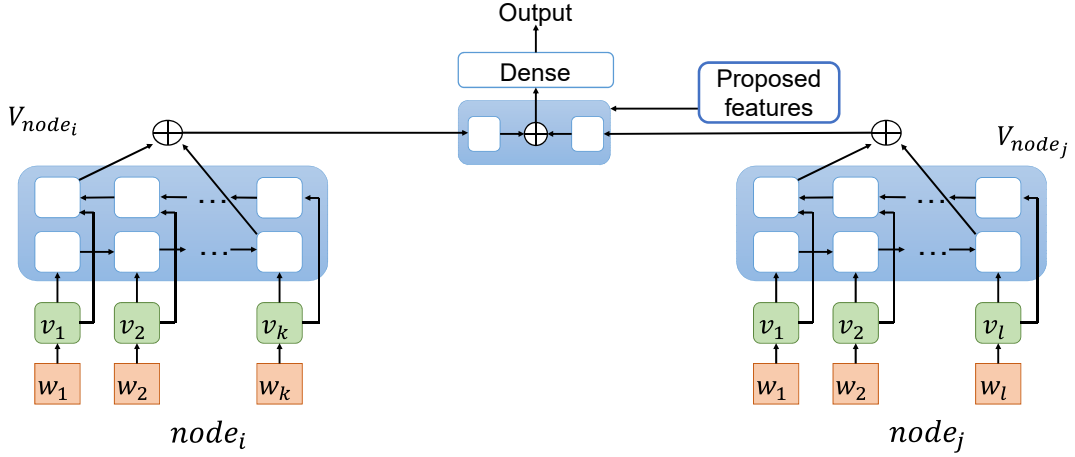 Output
Dense
Proposed
features
V_{node_i}
V_{node_j}
... ...
... ...
v_1 v_2 v_k v_1 v_2 v_l
w_1 w_2 w_k w_1 w_2 w_l
node_i node_j